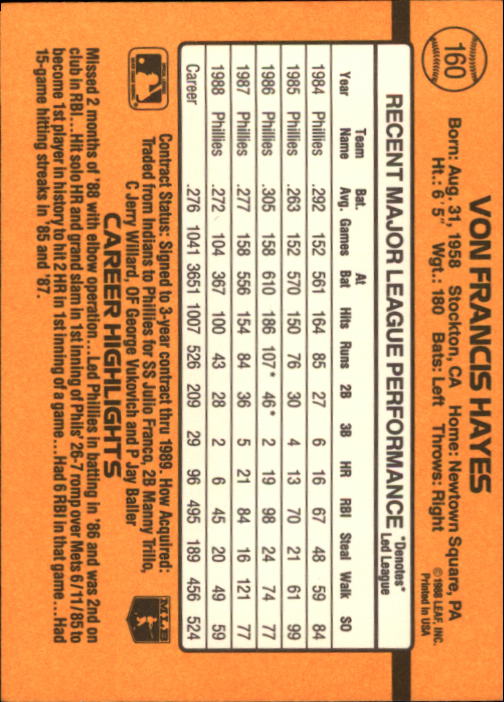 160
VON FRANCIS HAYES
Born: Aug. 31, 1958 Stockton, CA Home: Newtown Square, PA
Ht.: 6' 5" Wgt.: 180 Bats: Left Throws: Right
©1988 LEAF, INC.
Printed in USA
RECENT MAJOR LEAGUE PERFORMANCE *Denotes*
Led League
Year Team Name Bat. Avg. Games At Bat Hits Runs 2B 3B HR RBI Steal Walk SO
1984 Phillies .292 152 561 164 85 27 6 16 67 48 59 84
1985 Phillies .263 152 570 150 76 30 4 13 70 21 61 99
1986 Phillies .305 158 610 186 107* 46* 2 19 98 24 74 77
1987 Phillies .277 158 556 154 84 36 5 21 84 16 121 77
1988 Phillies .272 104 367 100 43 28 2 6 45 20 49 59
Career .276 1041 3651 1007 526 209 29 96 495 189 456 524
Contract Status: Signed to 3-year contract thru 1989. How Acquired:
Traded from Indians to Phillies for SS Julio Franco, 2B Manny Trillo,
C Jerry Willard, OF George Vukovich and P Jay Baller
MLB
CAREER HIGHLIGHTS
Missed 2 months of '88 with elbow operation...Led Phillies in batting in '86 and was 2nd on
club in RBI...Hit solo HR and grand slam in 1st inning of Phils' 26-7 romp over Mets 6/11/85 to
become 1st player in history to hit 2 HR in 1st inning of a game...Had 6 RBI in that game...Had
15-game hitting streaks in '85 and '87.